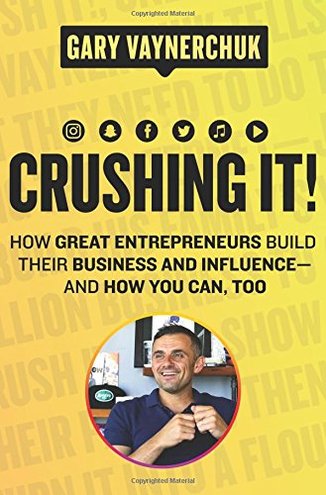 GARY VAYNERCHUK
CRUSHING IT!
HOW GREAT ENTREPRENEURS BUILD
THEIR BUSINESS AND INFLUENCE—
AND HOW YOU CAN, TOO